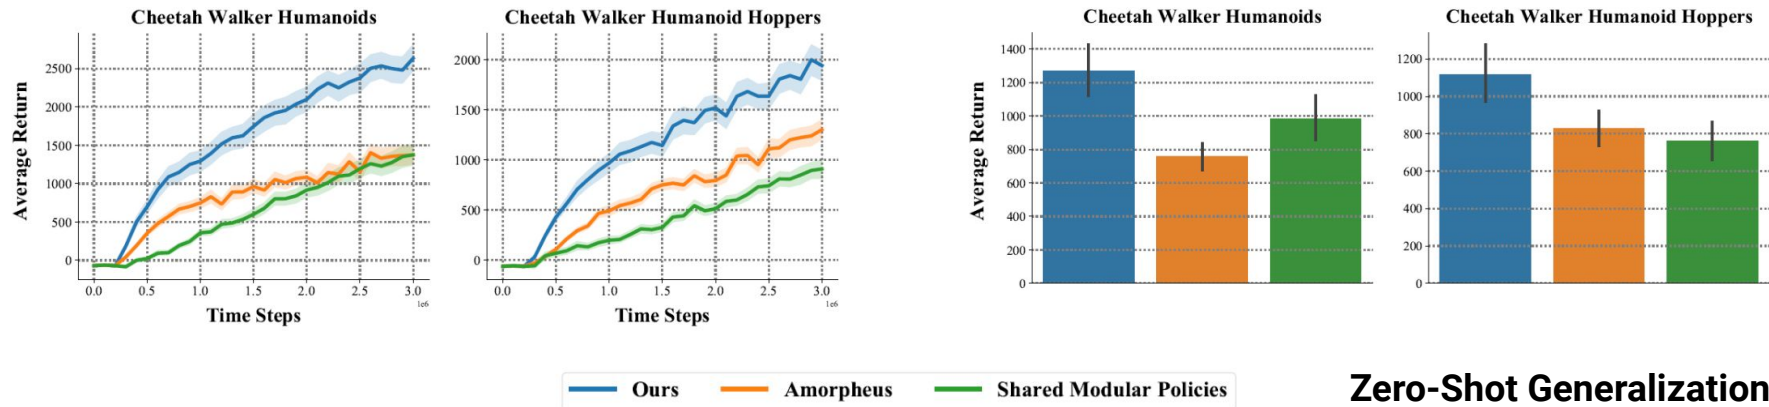 Cheetah Walker Humanoids
Cheetah Walker Humanoid Hoppers
Cheetah Walker Humanoids
Cheetah Walker Humanoid Hoppers
Average Return
2500
2000
1500
1000
500
0
0.0 0.5 1.0 1.5 2.0 2.5 3.0
1e6
Time Steps
2000
1500
1000
500
0
0.0 0.5 1.0 1.5 2.0 2.5 3.0
1e6
Time Steps
Average Return
1400
1200
1000
800
600
400
200
0
1200
1000
800
600
400
200
0
Ours Amorpheus Shared Modular Policies
Zero-Shot Generalization